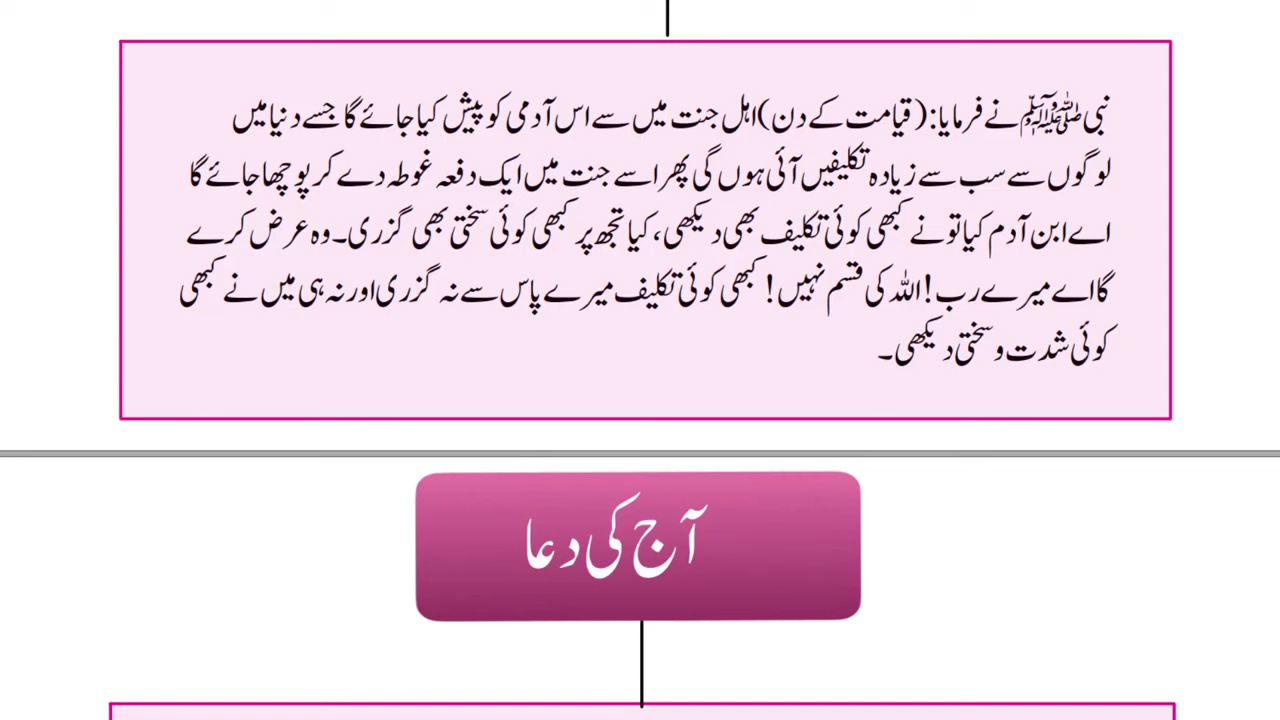 نبی ﷺ نے فرمایا: (قیامت کے دن) اہل جنت میں سے اس آدمی کو پیش کیا جائے گا جسے دنیا میں
لوگوں سے سب سے زیادہ تکلیفیں آئی ہوں گی پھر اسے جنت میں ایک دفعہ غوطہ دے کر پوچھا جائے گا
اے ابن آدم کیا تو نے کبھی کوئی تکلیف بھی دیکھی، کیا تجھ پر کبھی کوئی سختی بھی گزری۔ وہ عرض کرے
گا اے میرے رب! اللہ کی قسم نہیں! کبھی کوئی تکلیف میرے پاس سے نہ گزری اور نہ ہی میں نے کبھی
کوئی شدت و سختی دیکھی۔
آج کی دعا